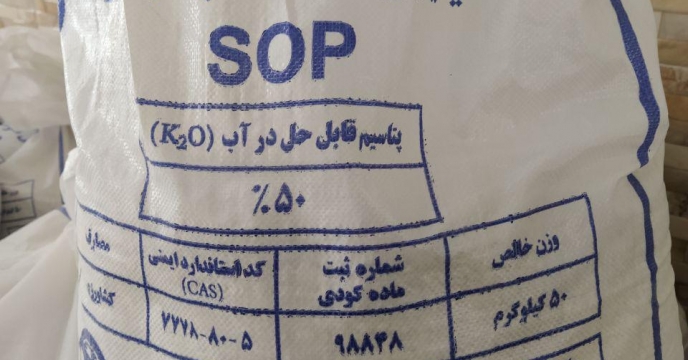 SOP
پتاسیم قابل حل در آب (K₂O)
٪۵۰
وزن خالص
شماره ثبت
ماده کودی
کد استاندارد ایمنی
(CAS)
مصارف
۵۰ کیلوگرم
۹۸۸۴۸
۷۷۷۸-۸۰-۵
کشاورزی